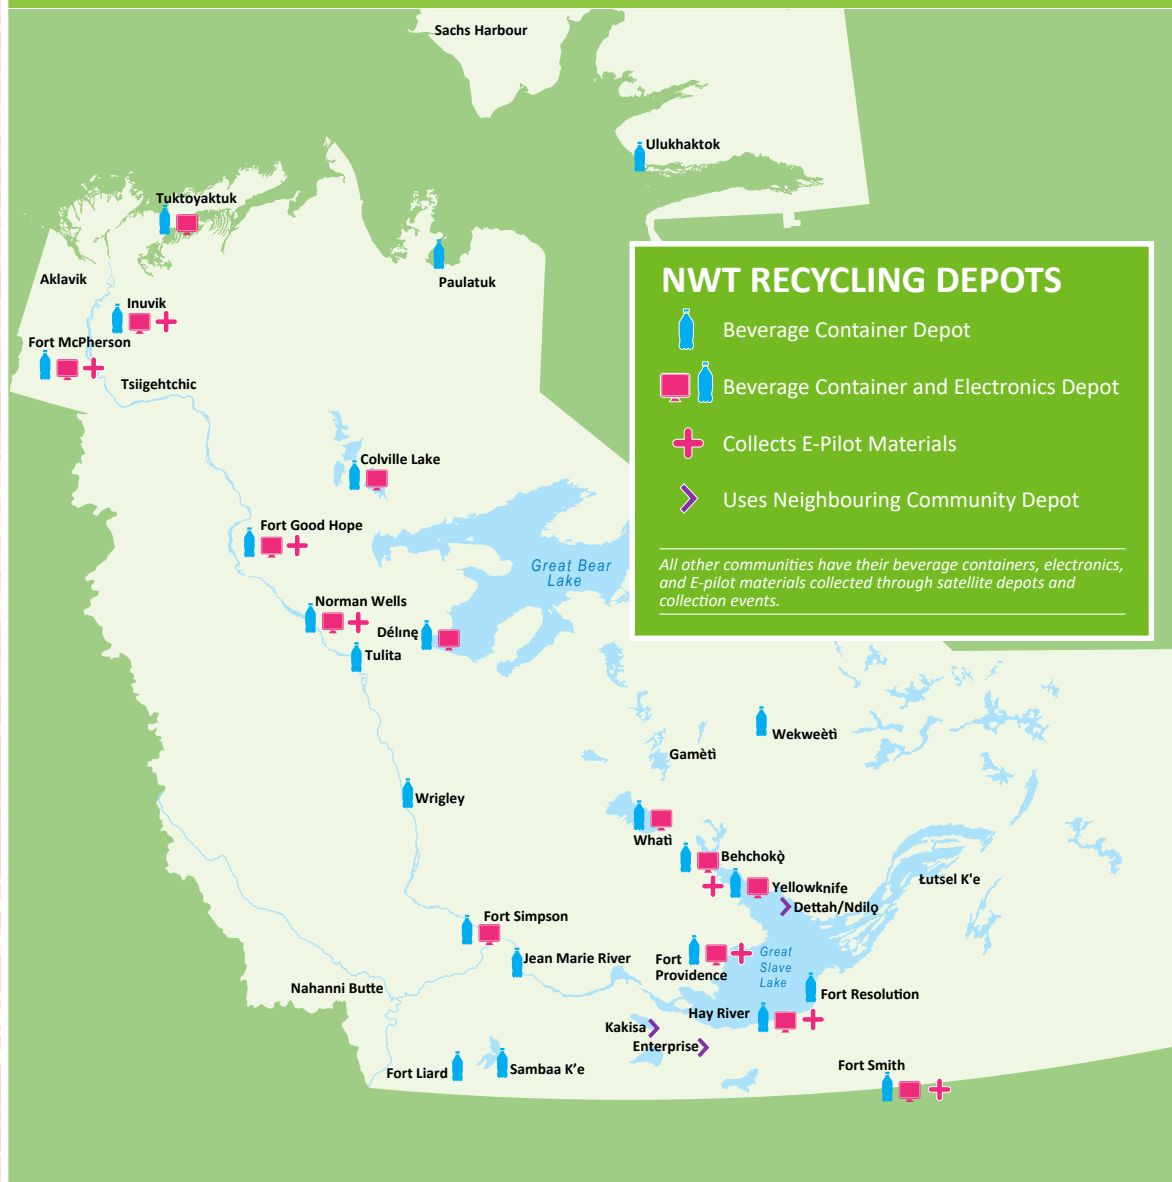 Sachs Harbour
Ulukhaktok
Tuktoyaktuk
Paulatuk
Aklavik
Inuvik
Fort McPherson
Tsiigehtchic
NWT RECYCLING DEPOTS
Beverage Container Depot
Beverage Container and Electronics Depot
Collects E-Pilot Materials
Uses Neighbouring Community Depot
All other communities have their beverage containers, electronics,
and E-pilot materials collected through satellite depots and
collection events.
Colville Lake
Fort Good Hope
Great Bear
Lake
Norman Wells
Délı̨nę
Tulita
Wekweètì
Gamètì
Wrigley
Whatì
Behchokǫ̀
Yellowknife
Dettah/Ndilǫ
Łutsel K'e
Fort Simpson
Jean Marie River
Fort
Providence
Great
Slave
Lake
Nahanni Butte
Fort Resolution
Hay River
Kakisa
Enterprise
Fort Liard
Sambaa K’e
Fort Smith